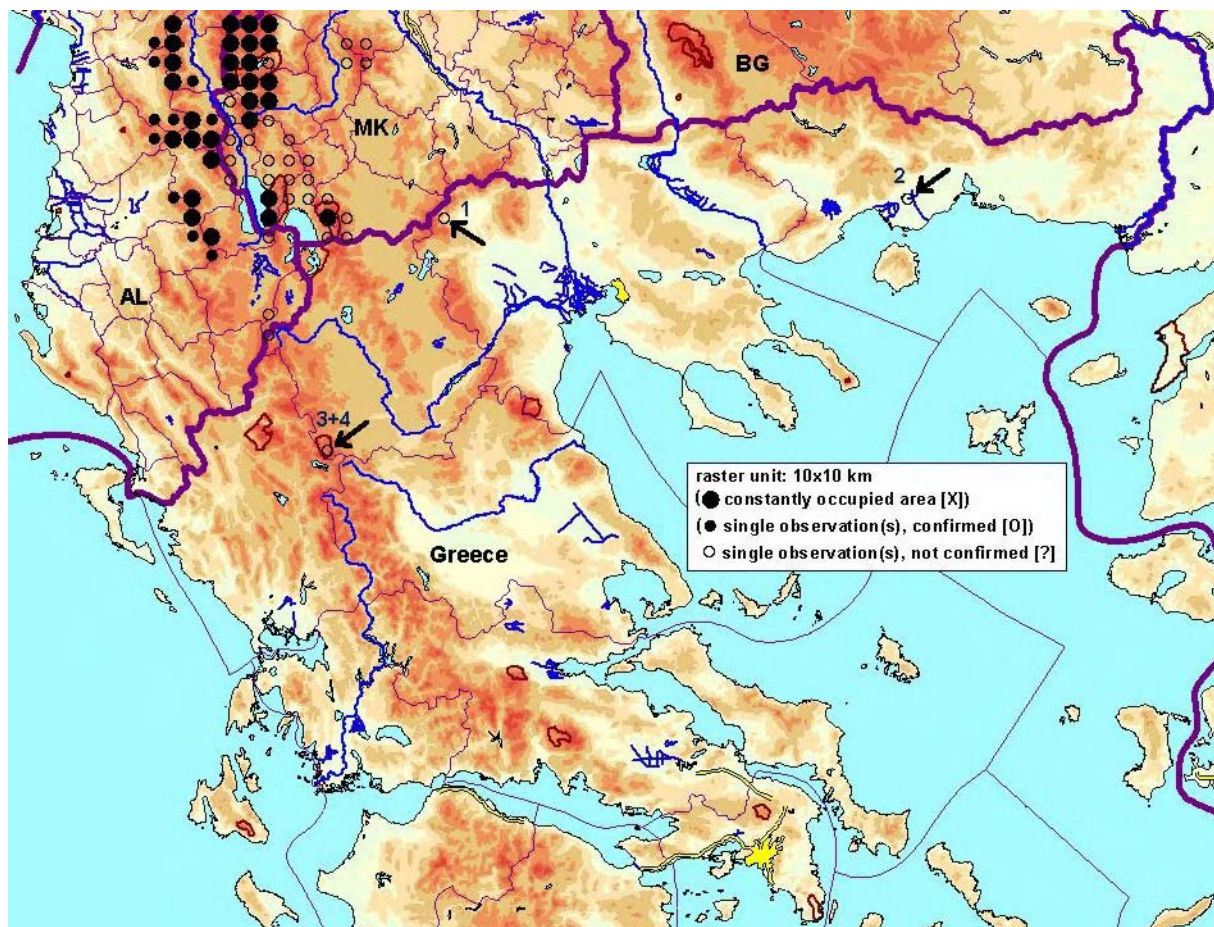 BG
MK
2
1
AL
3+4
raster unit: 10x10 km
(● constantly occupied area [X])
(● single observation(s), confirmed [O])
○ single observation(s), not confirmed [?]
Greece